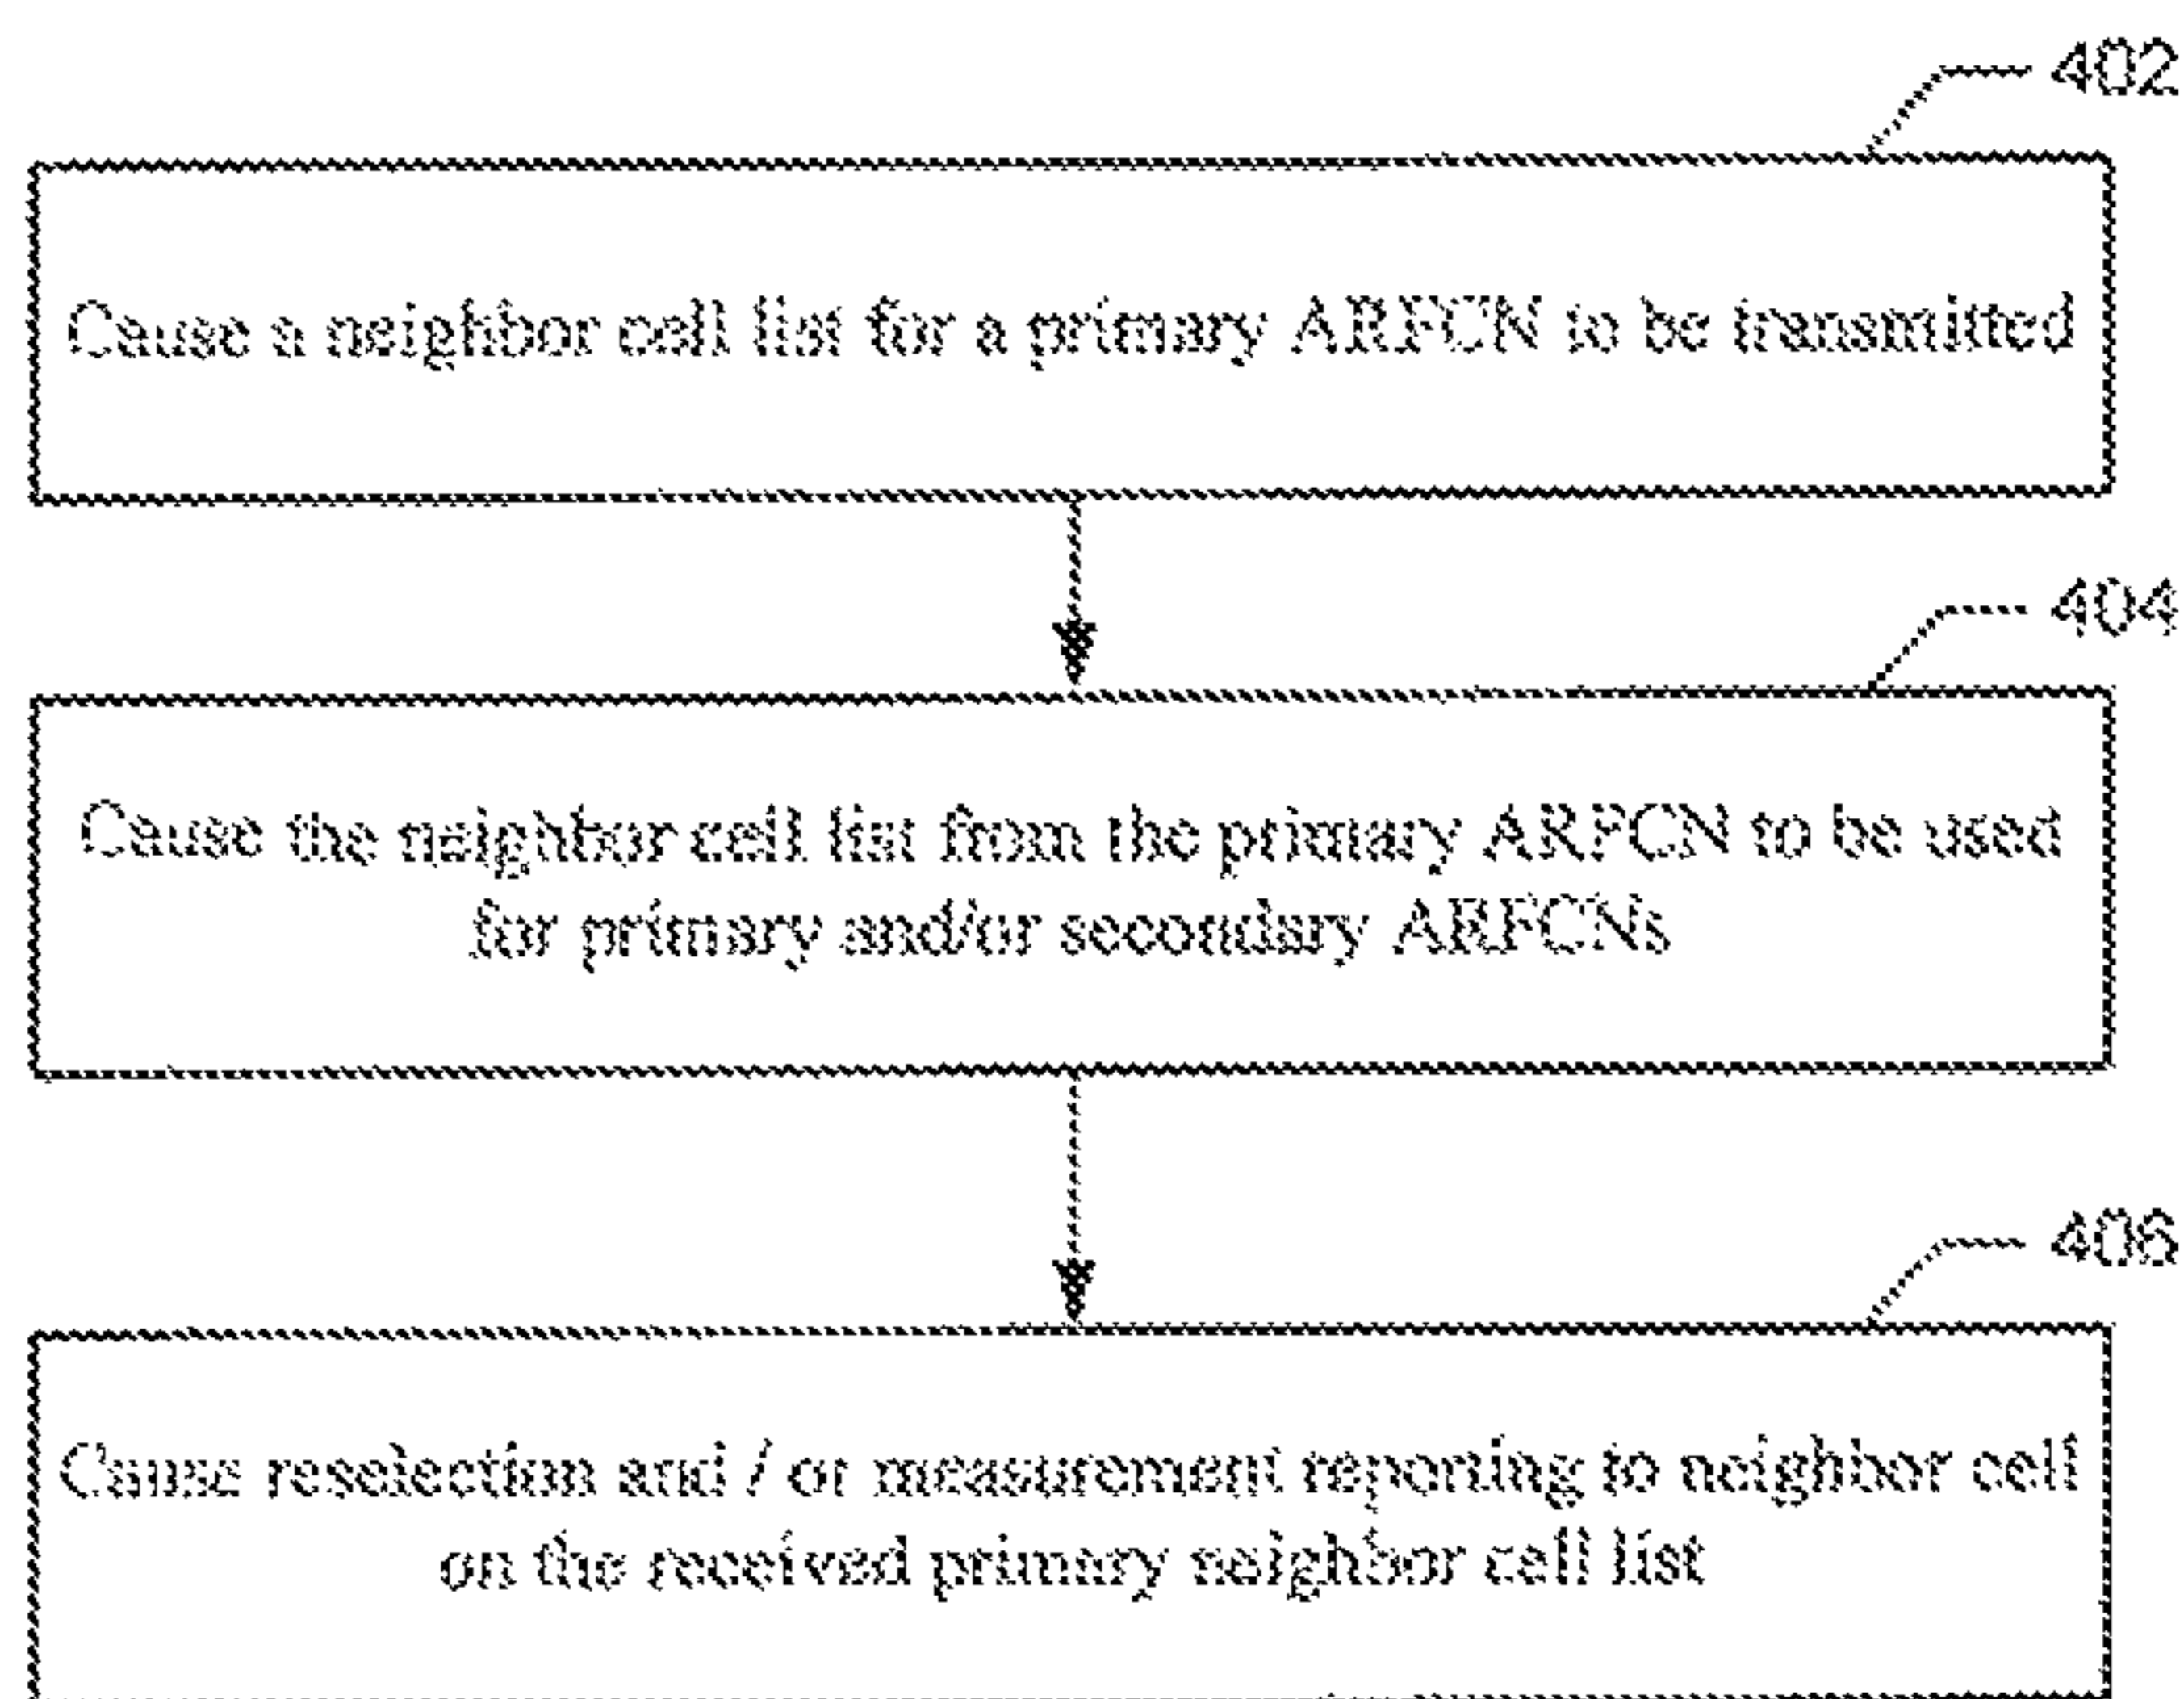 402
Cause a neighbor cell list for a primary ARFCN to be transmitted
404
Cause the neighbor cell list from the primary ARFCN to be used
for primary and/or secondary ARFCNs
406
Cause reselection and / or measurement reporting to neighbor cell
on the received primary neighbor cell list